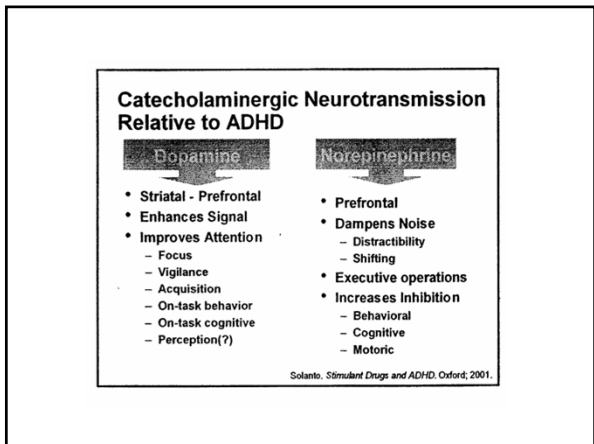 Catecholaminergic Neurotransmission
Relative to ADHD
Dopamine
• Striatal - Prefrontal
• Enhances Signal
• Improves Attention
– Focus
– Vigilance
– Acquisition
– On-task behavior
– On-task cognitive
– Perception(?)
Norepinephrine
• Prefrontal
• Dampens Noise
– Distractibility
– Shifting
• Executive operations
• Increases Inhibition
– Behavioral
– Cognitive
– Motoric
Solanto. Stimulant Drugs and ADHD. Oxford; 2001.